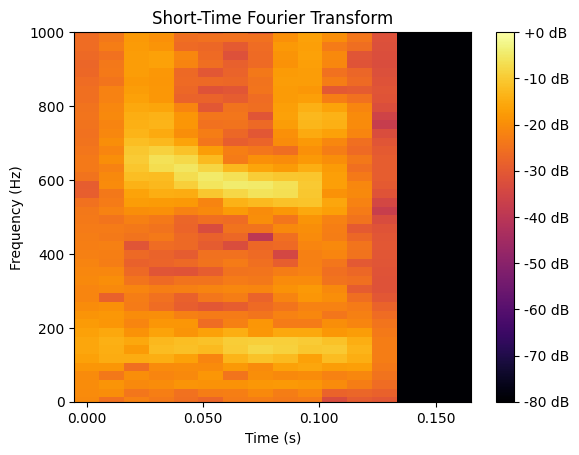 Short-Time Fourier Transform
Frequency (Hz)
1000
800
600
400
200
0
0.000
0.050
0.100
0.150
Time (s)
+0 dB
-10 dB
-20 dB
-30 dB
-40 dB
-50 dB
-60 dB
-70 dB
-80 dB